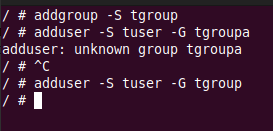 / # addgroup -S tgroup
/ # adduser -S tuser -G tgroupa
adduser: unknown group tgroupa
/ # ^C
/ # adduser -S tuser -G tgroup
/ #